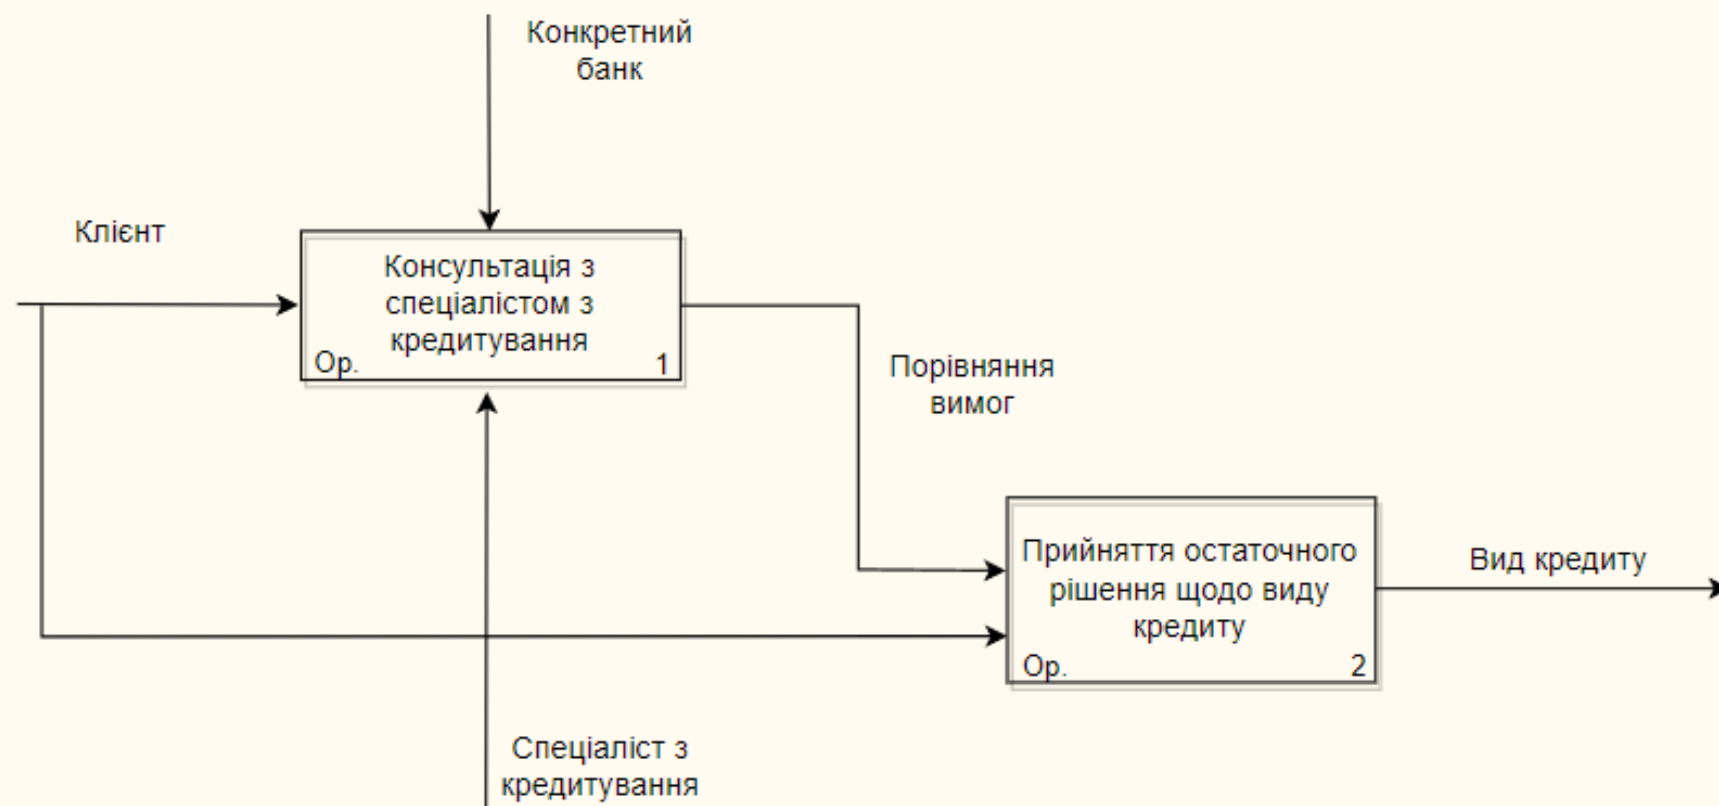 Конкретний
банк
Клієнт
Консультація з
спеціалістом з
кредитування
Ор.
1
Порівняння
вимог
Прийняття остаточного
рішення щодо виду
кредиту
Ор.
2
Вид кредиту
Спеціаліст з
кредитування